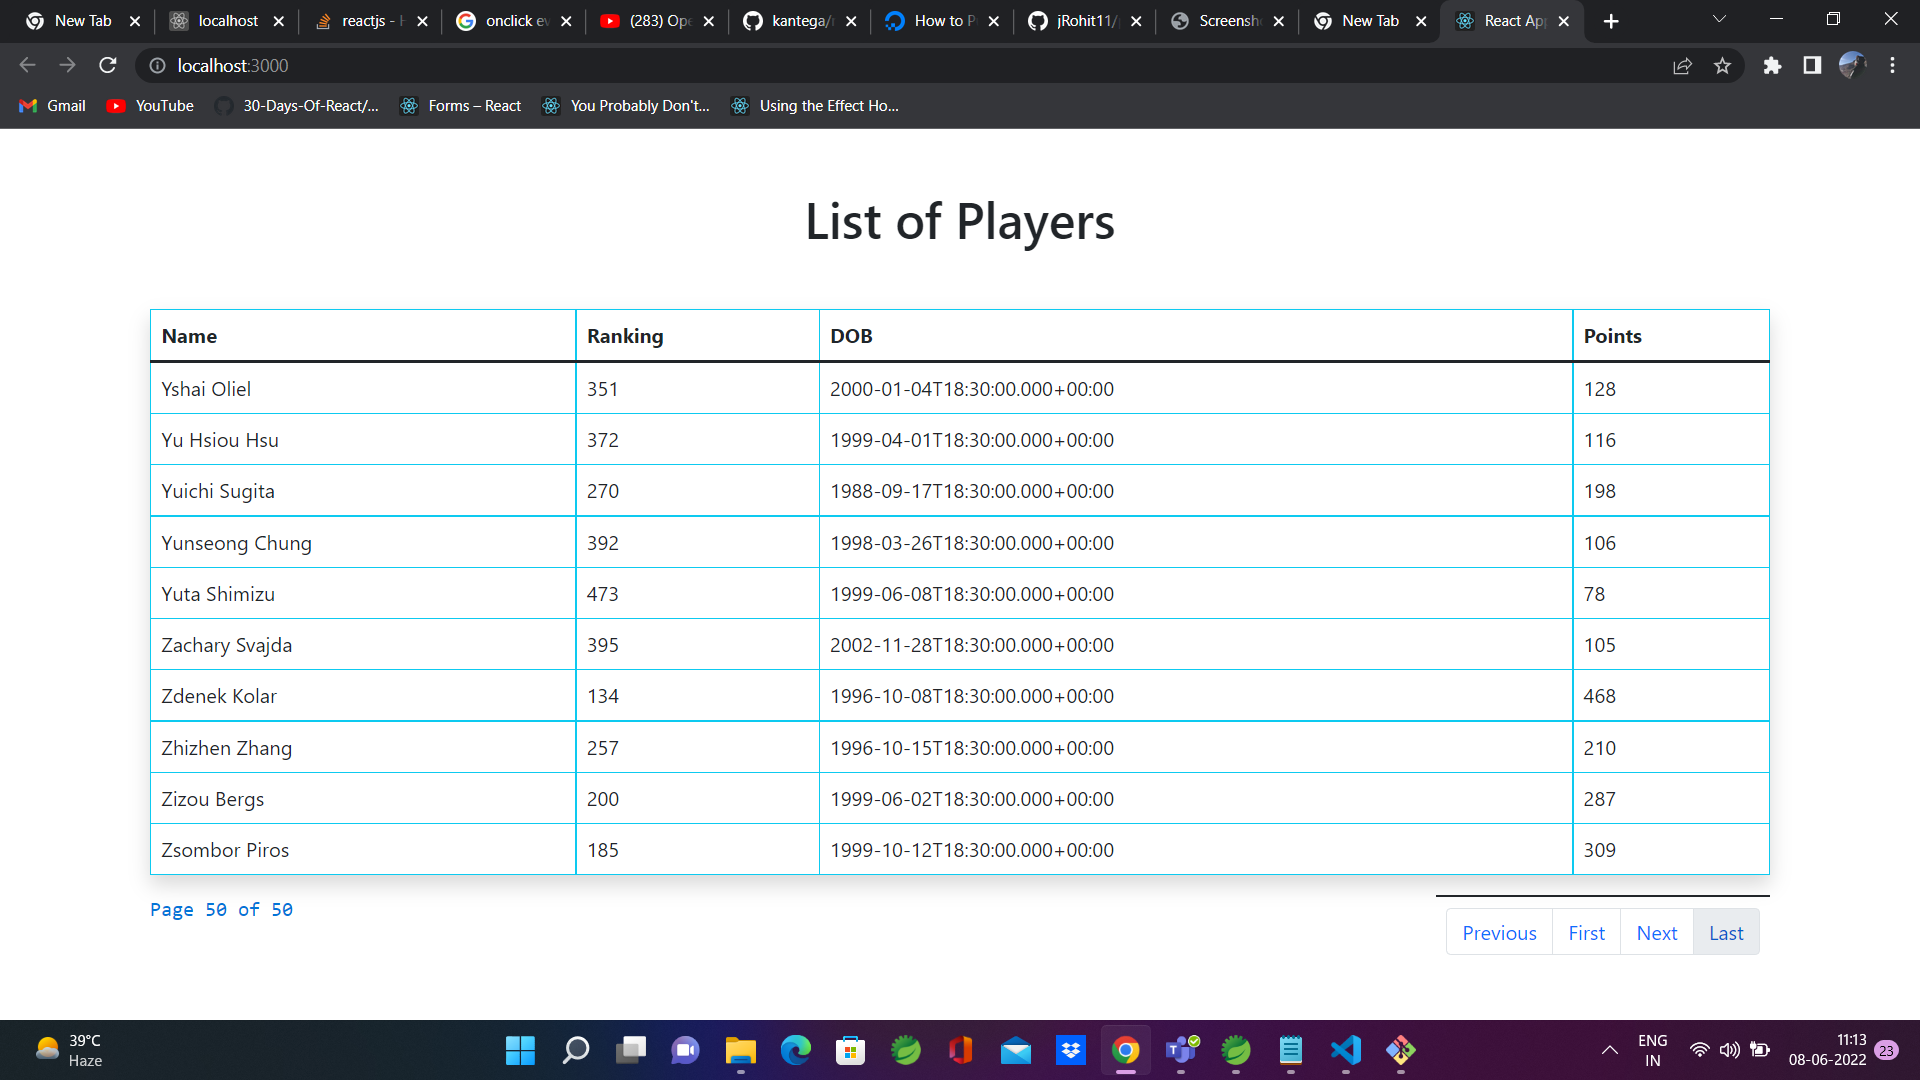 New Tab localhost reactjs - onclick ev (283) Ope kantega/ How to P jRohit11/ Screensh New Tab React Ap
localhost:3000
Gmail YouTube 30-Days-Of-React/... Forms – React You Probably Don't... Using the Effect Ho...
List of Players
Name Ranking DOB Points
Yshai Oliel 351 2000-01-04T18:30:00.000+00:00 128
Yu Hsiou Hsu 372 1999-04-01T18:30:00.000+00:00 116
Yuichi Sugita 270 1988-09-17T18:30:00.000+00:00 198
Yunseong Chung 392 1998-03-26T18:30:00.000+00:00 106
Yuta Shimizu 473 1999-06-08T18:30:00.000+00:00 78
Zachary Svajda 395 2002-11-28T18:30:00.000+00:00 105
Zdenek Kolar 134 1996-10-08T18:30:00.000+00:00 468
Zhizhen Zhang 257 1996-10-15T18:30:00.000+00:00 210
Zizou Bergs 200 1999-06-02T18:30:00.000+00:00 287
Zsombor Piros 185 1999-10-12T18:30:00.000+00:00 309
Page 50 of 50
Previous First Next Last
39°C
Haze
ENG
IN
11:13
08-06-2022
23